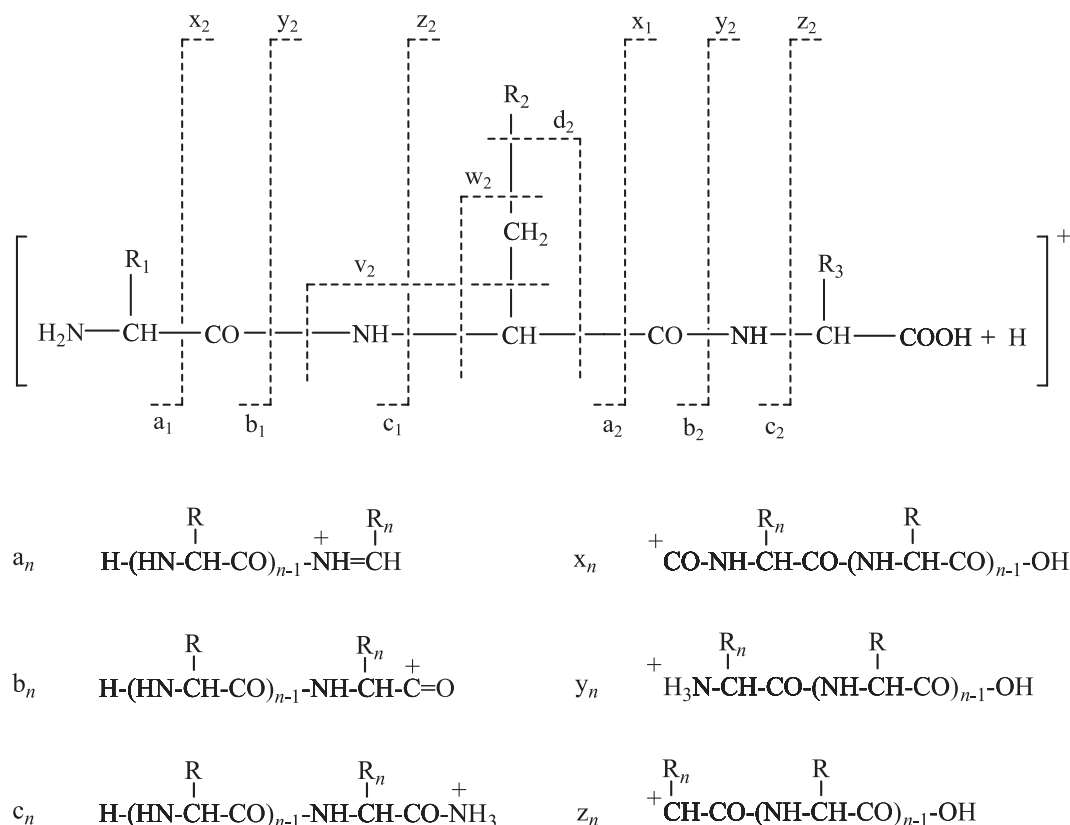 x₂ y₂ z₂ x₁ y₂ z₂
R₂
d₂
w₂
CH₂
R₁ v₂ R₃ +
H₂N CH CO NH CH CO NH CH COOH + H
a₁ b₁ c₁ a₂ b₂ c₂
R Rₙ Rₙ R
aₙ H-(HN-CH-CO)ₙ₋₁-NH=CH + xₙ +CO-NH-CH-CO-(NH-CH-CO)ₙ₋₁-OH
R Rₙ Rₙ R
bₙ H-(HN-CH-CO)ₙ₋₁-NH-CH-C=O + yₙ +H₃N-CH-CO-(NH-CH-CO)ₙ₋₁-OH
R Rₙ Rₙ R
cₙ H-(HN-CH-CO)ₙ₋₁-NH-CH-CO-NH₃ + zₙ +CH-CO-(NH-CH-CO)ₙ₋₁-OH